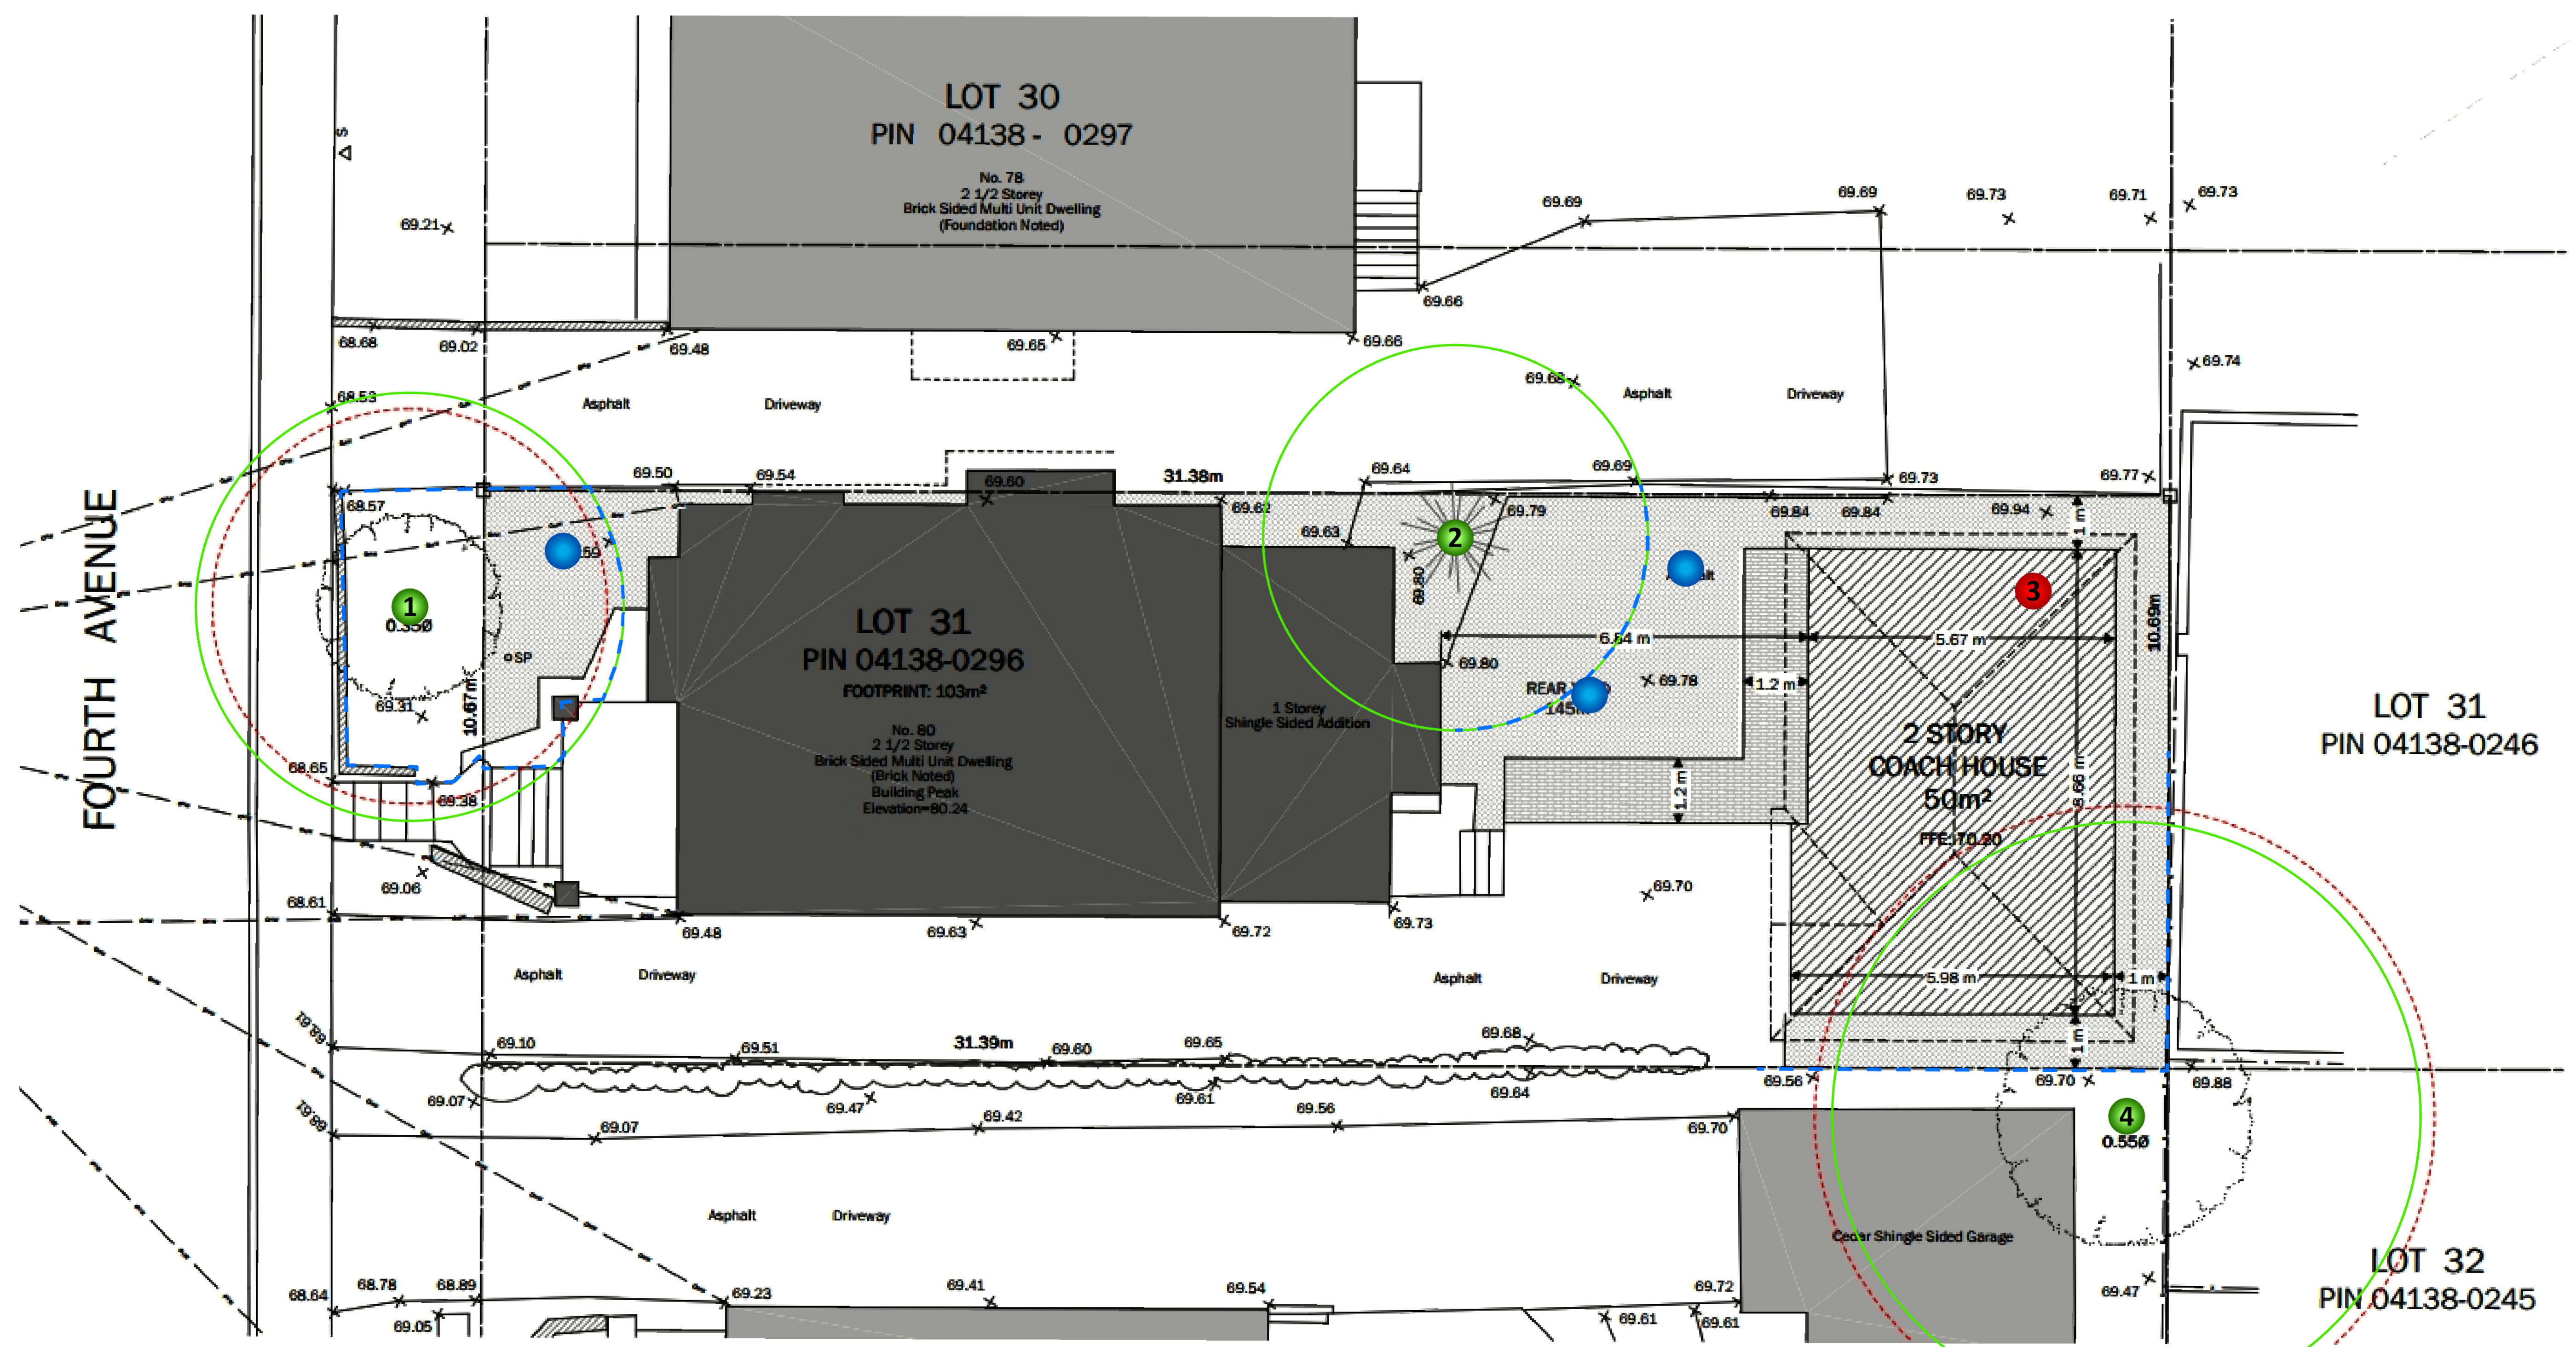 LOT 30
PIN 04138 - 0297
No. 78
2 1/2 Storey
Brick Sided Multi Unit Dwelling
(Foundation Noted)
S
69.21
69.69
69.69
69.73
69.71
69.73
69.66
68.68
69.02
69.48
69.65
69.66
69.74
68.53
Asphalt
Driveway
Asphalt
Driveway
69.50
69.54
69.60
31.38m
69.64
69.69
69.73
69.77
68.57
69.62
69.63
69.79
69.84
69.84
69.94
1 m
FOURTH AVENUE
1
0.350
SP
69.31
10.67m
2
69.80
3
6.84 m
5.67 m
10.69m
LOT 31
PIN 04138-0296
FOOTPRINT: 103m²
No. 80
2 1/2 Storey
Brick Sided Multi Unit Dwelling
(Brick Noted)
Building Peak
Elevation=80.24
1 Storey
Shingle Sided Addition
69.80
69.78
1.2 m
1.2 m
2 STORY
COACH HOUSE
50m²
FFE: 70.20
8.66 m
LOT 31
PIN 04138-0246
68.65
69.38
69.06
68.61
69.48
69.63
69.72
69.73
69.70
Asphalt
Driveway
Asphalt
Driveway
5.98 m
1 m
1 m
68.61
69.10
69.51
31.39m
69.60
69.65
69.68
69.56
69.70
69.88
69.07
69.47
69.61
69.64
68.61
69.07
69.42
69.56
69.70
4
0.55Ø
Asphalt
Driveway
Cedar Shingle Sided Garage
LOT 32
PIN 04138-0245
68.64
68.78
68.89
69.23
69.41
69.54
69.72
69.47
69.05
69.61
69.61